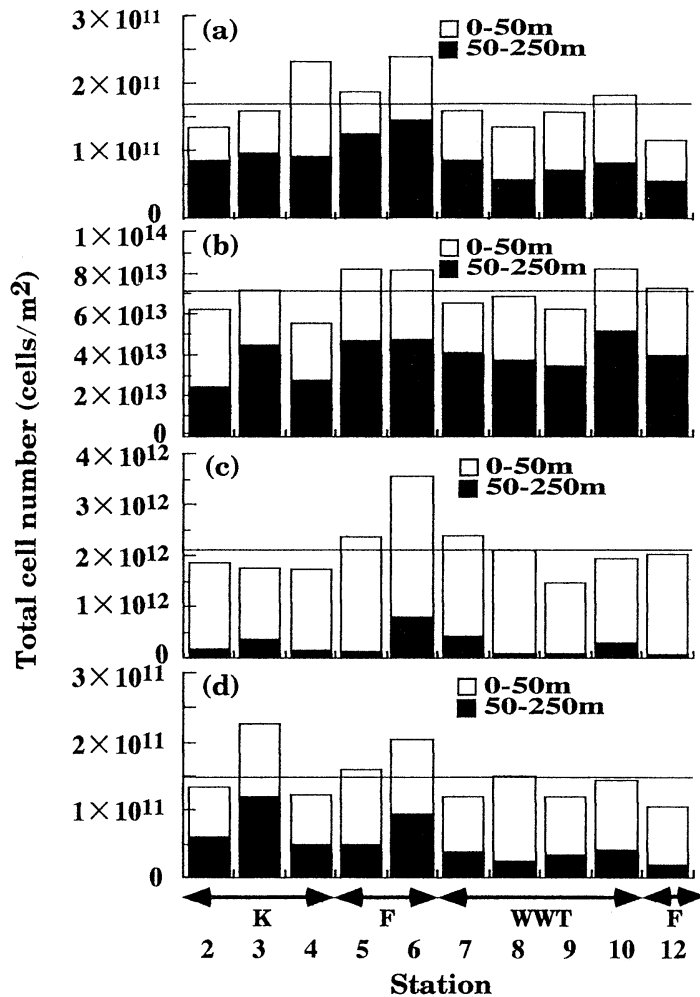 Total cell number (cells/m²)
(a)
0-50m
50-250m
3×10¹¹
2×10¹¹
1×10¹¹
0
(b)
0-50m
50-250m
1×10¹⁴
8×10¹³
6×10¹³
4×10¹³
2×10¹³
0
(c)
0-50m
50-250m
4×10¹²
3×10¹²
2×10¹²
1×10¹²
0
(d)
0-50m
50-250m
3×10¹¹
2×10¹¹
1×10¹¹
0
K F WWT F
2 3 4 5 6 7 8 9 10 12
Station